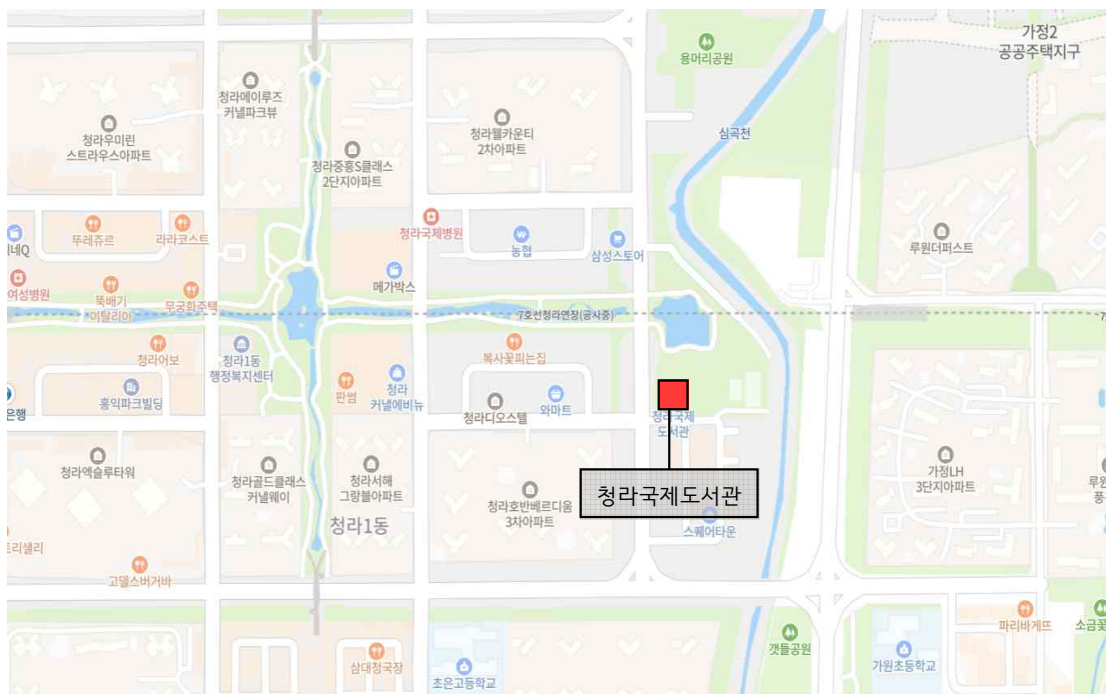 가정2
공공주택지구
용머리공원
청라메이루즈
커낼파크뷰
청라우미린
스트라우스아파트
청라웰카운티
2차아파트
심곡천
청라중흥S클래스
2단지아파트
청라국제병원
뚜레쥬르
라라코스트
네Q
농협
삼성스토어
루원더퍼스트
메가박스
여성병원
뚝배기
이탈리아
무궁화주택
7호선청라연장(공사중)
7
청라어보
청라1동
행정복지센터
복사꽃피는집
은행
홍익파크빌딩
판썸
청라
커낼에비뉴
청라디오스텔
와마트
청라국제
도서관
청라엑슬루타워
청라골드클래스
커낼웨이
청라서해
그랑블아파트
청라호반베르디움
3차아파트
청라국제도서관
가정LH
3단지아파트
루원
풍
청라1동
스퀘어타운
트리샐리
고델스버거바
파리바게뜨
소금꽃
갯들공원
가원초등학교
삼대청국장
초은고등학교